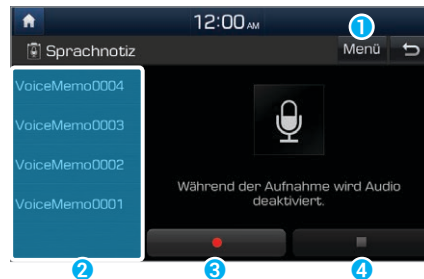 12:00 AM
1
Sprachnotiz
Menü
VoiceMemo0004
VoiceMemo0003
VoiceMemo0002
VoiceMemo0001
Während der Aufnahme wird Audio
deaktiviert.
2
3
4